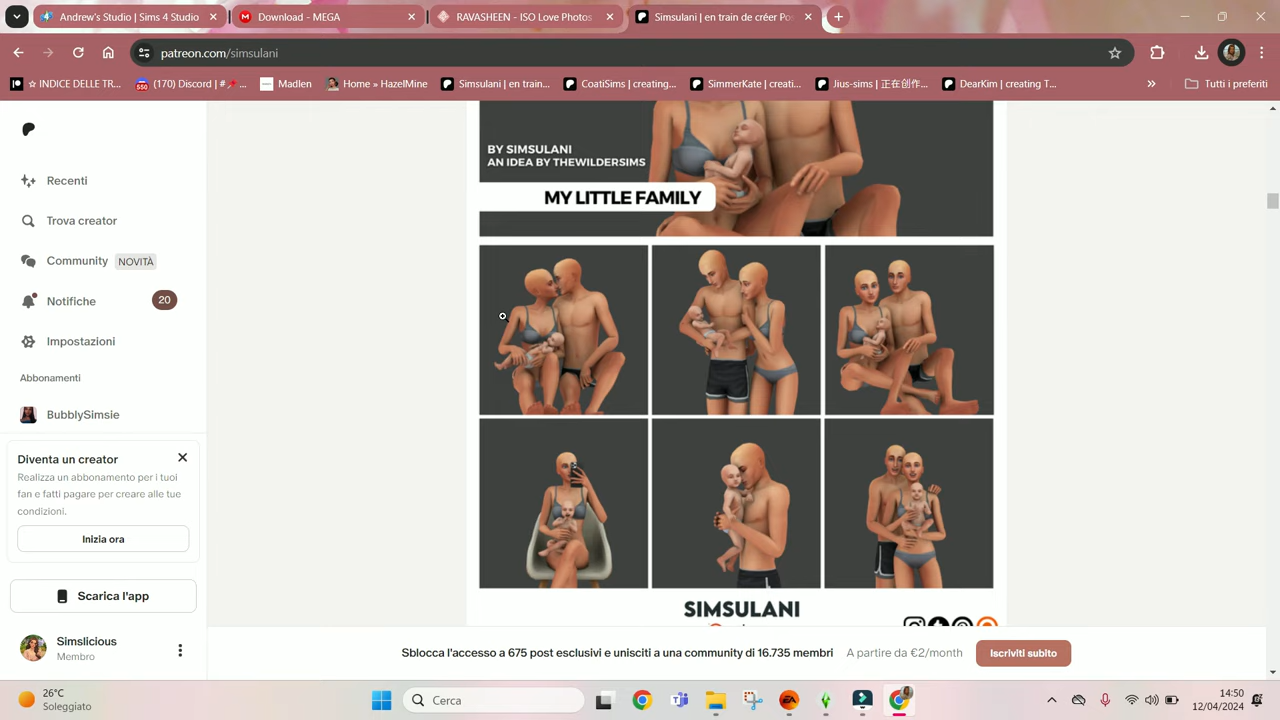 Andrew's Studio | Sims 4 Studio
Download - MEGA
RAVASHEEN - ISO Love Photos
Simsulani | en train de créer Po
patreon.com/simsulani
☆ INDICE DELLE TR...
(170) Discord | #
Madlen
Home » HazelMine
Simsulani | en train...
CoatiSims | creating...
SimmerKate | creati...
Jius-sims | 正在创作...
DearKim | creating T...
Tutti i preferiti
Recenti
Trova creator
Community NOVITÀ
Notifiche 20
Impostazioni
Abbonamenti
BubblySimsie
Diventa un creator
Realizza un abbonamento per i tuoi
fan e fatti pagare per creare alle tue
condizioni.
Inizia ora
Scarica l'app
Simslicious
Membro
BY SIMSULANI
AN IDEA BY THEWILDERSIMS
MY LITTLE FAMILY
SIMSULANI
Sblocca l'accesso a 675 post esclusivi e unisciti a una community di 16.735 membri
A partire da €2/month
Iscriviti subito
26°C
Soleggiato
Cerca
14:50
12/04/2024